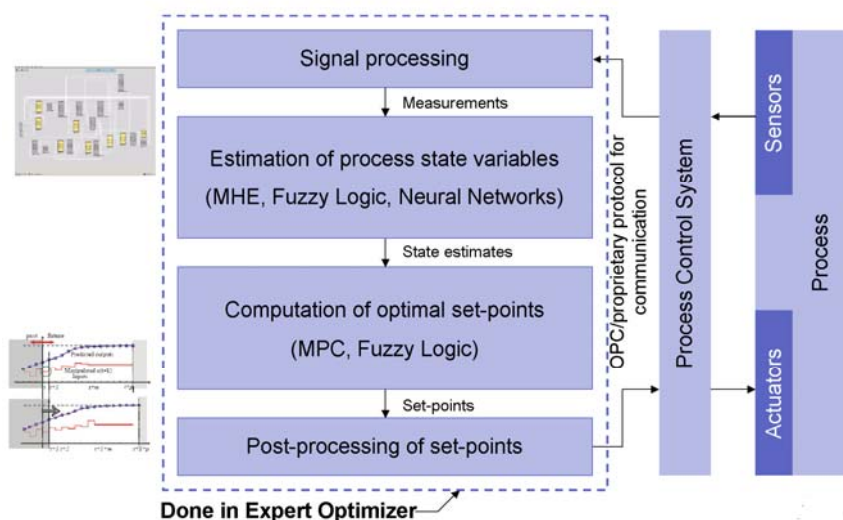 Signal processing
Measurements
Estimation of process state variables
(MHE, Fuzzy Logic, Neural Networks)
State estimates
Computation of optimal set-points
(MPC, Fuzzy Logic)
Set-points
Post-processing of set-points
Done in Expert Optimizer
OPC/proprietary protocol for
communication
Process Control System
Sensors
Actuators
Process
past
future
Predicted outputs
Manipulated
Inputs